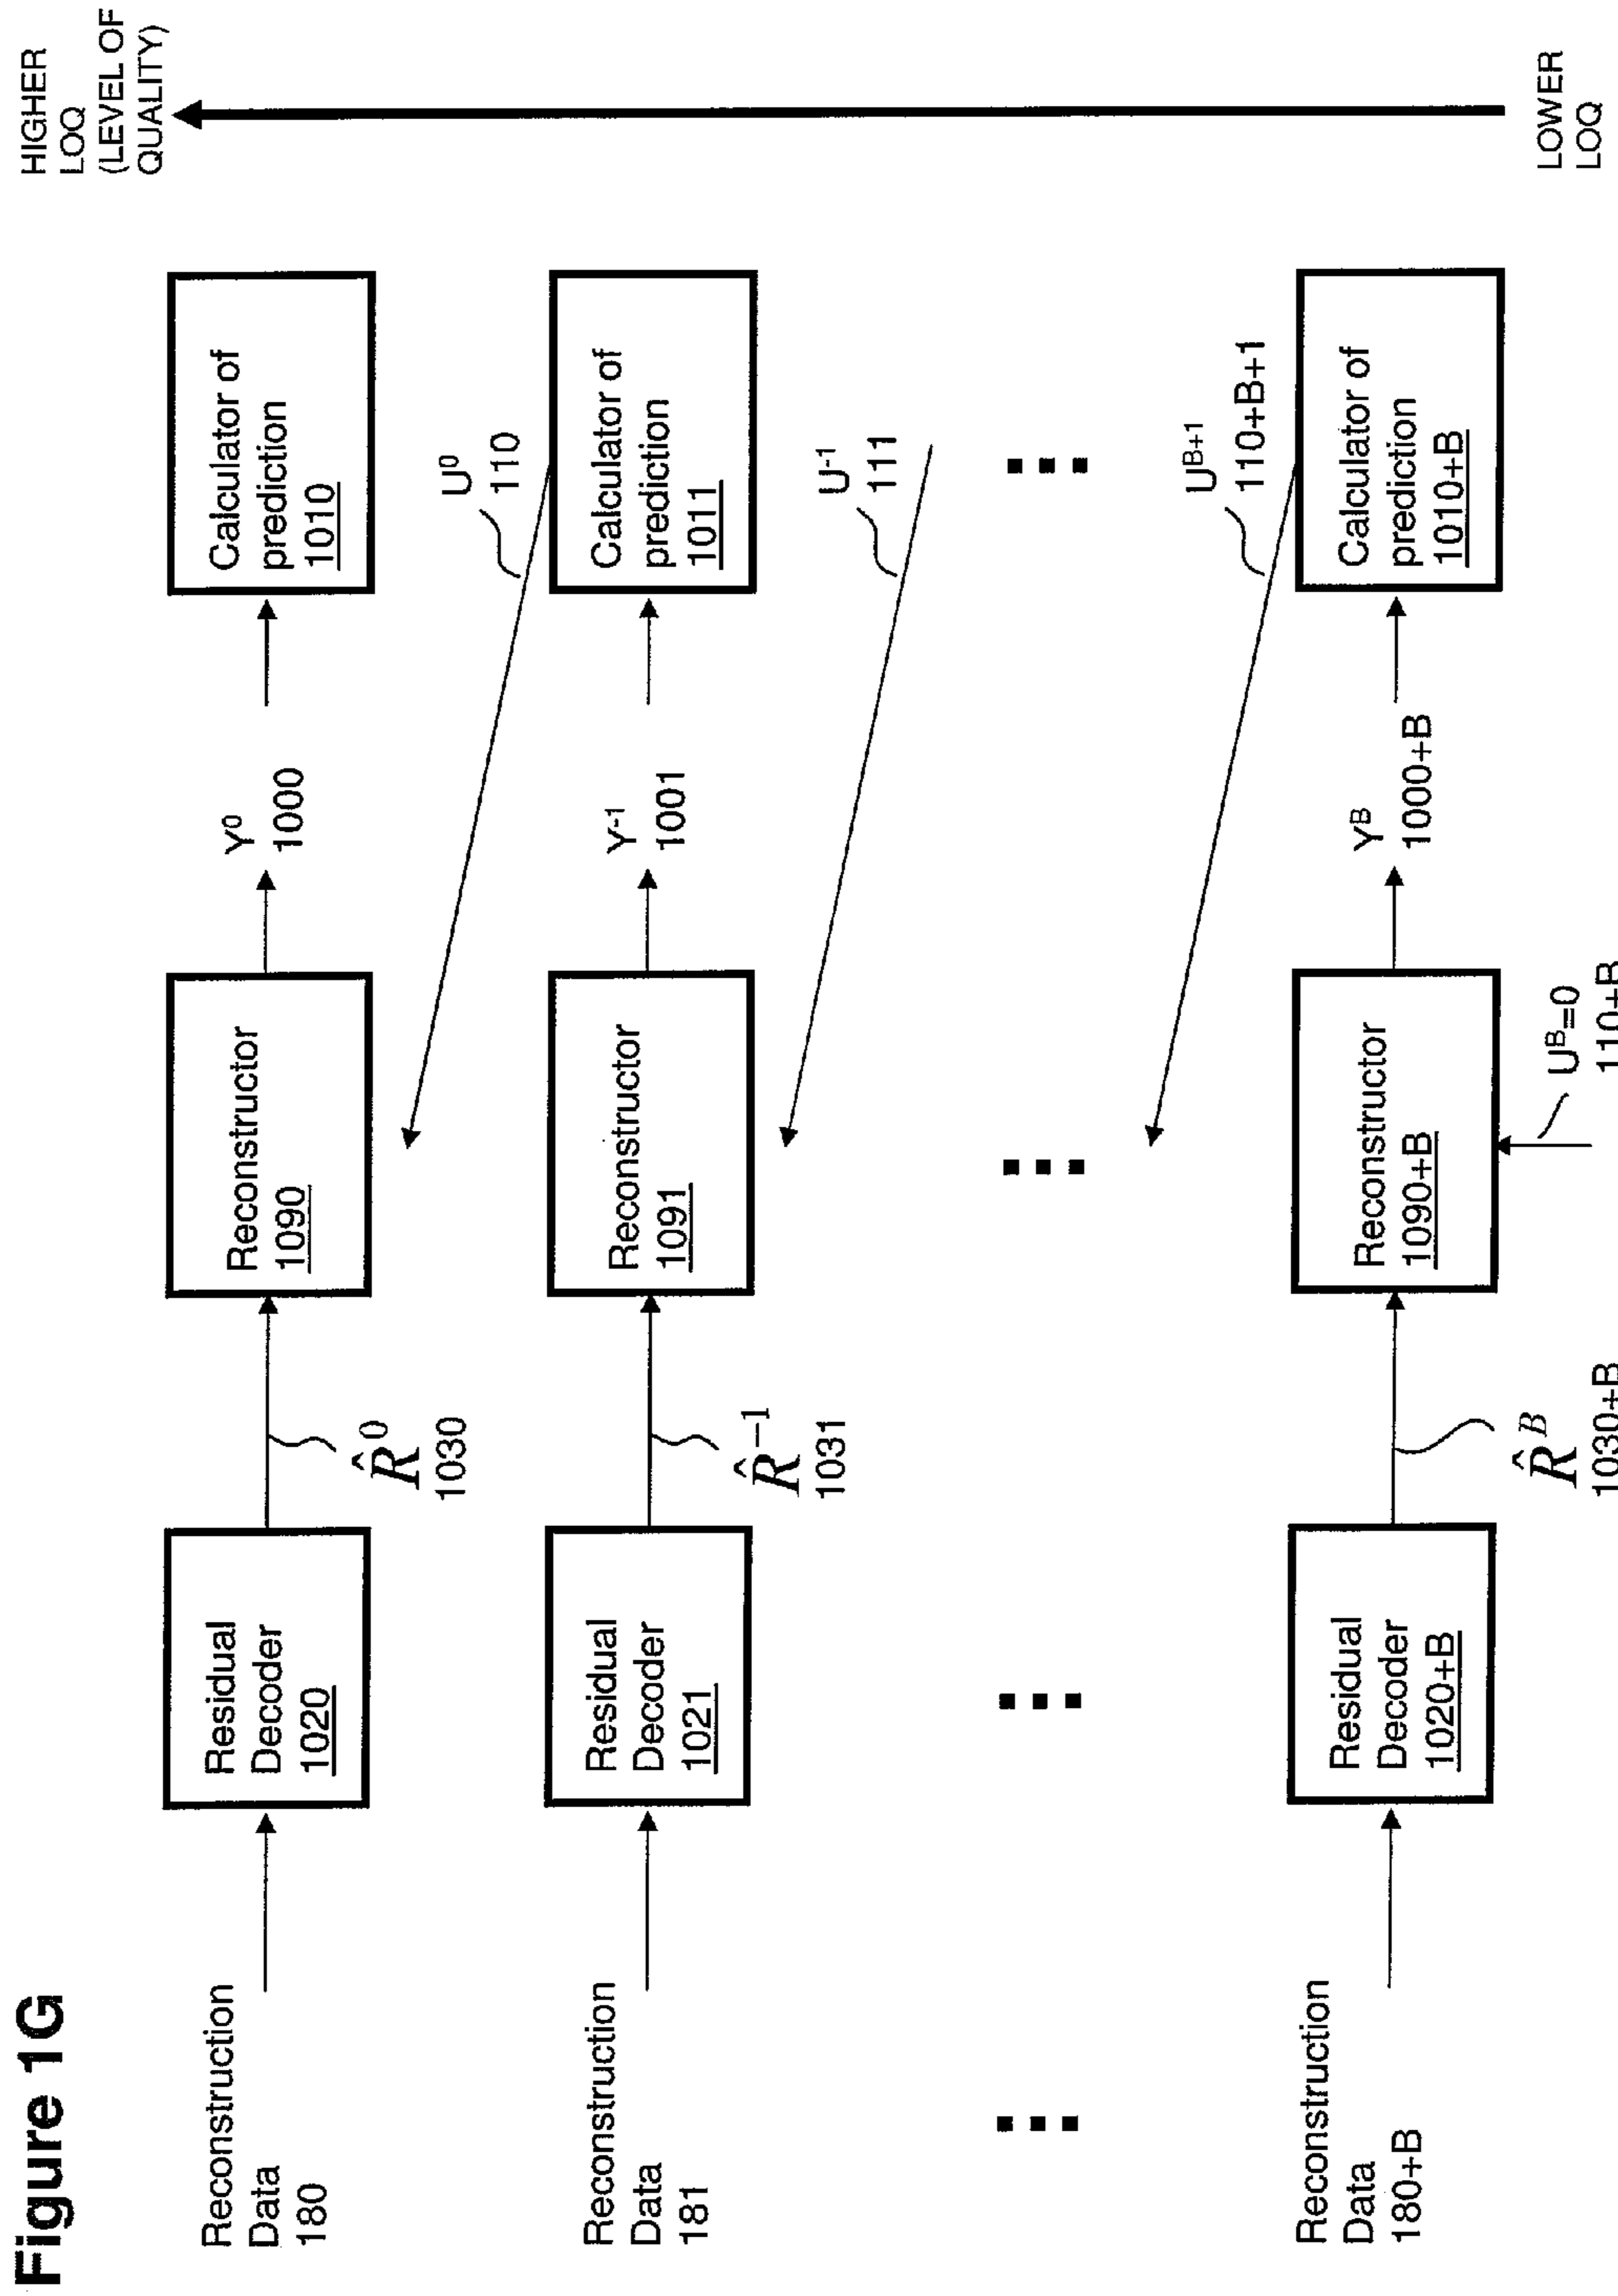 Figure 1G
HIGHER
LOQ
(LEVEL OF
QUALITY)
Reconstruction
Data
180
Residual
Decoder
1020
R̂⁰
1030
Reconstructor
1090
Y⁰
1000
Calculator of
prediction
1010
U⁰
110
Reconstruction
Data
181
Residual
Decoder
1021
R̂⁻¹
1031
Reconstructor
1091
Y⁻¹
1001
Calculator of
prediction
1011
U⁻¹
111
U^B+1
110+B+1
Reconstruction
Data
180+B
Residual
Decoder
1020+B
R̂^B
1030+B
Reconstructor
1090+B
Y^B
1000+B
Calculator of
prediction
1010+B
U^B=0
110+B
LOWER
LOQ